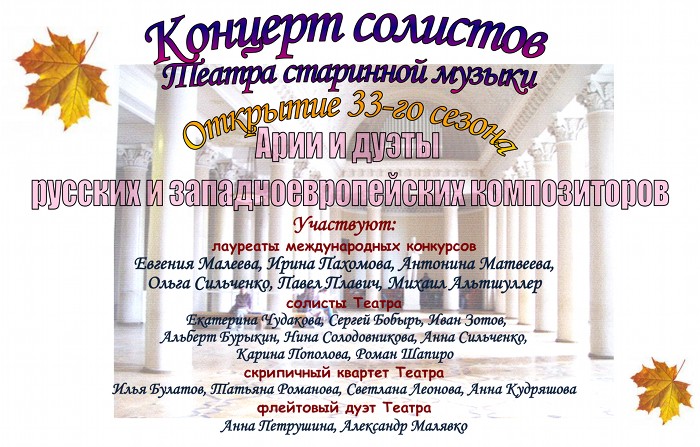 Концерт солистов
Театра старинной музыки
Открытие 33-го сезона
Арии и дуэты
русских и западноевропейских композиторов
Участвуют:
лауреаты международных конкурсов
Евгения Малеева, Ирина Пахомова, Антонина Матвеева,
Ольга Сильченко, Павел Плавич, Михаил Альтшуллер
солисты Театра
Екатерина Чудакова, Сергей Бобырь, Иван Зотов,
Альберт Бурыкин, Нина Солодовникова, Анна Сильченко,
Карина Пополова, Роман Шапиро
скрипичный квартет Театра
Илья Булатов, Татьяна Романова, Светлана Леонова, Анна Кудряшова
флейтовый дуэт Театра
Анна Петрушина, Александр Малявко